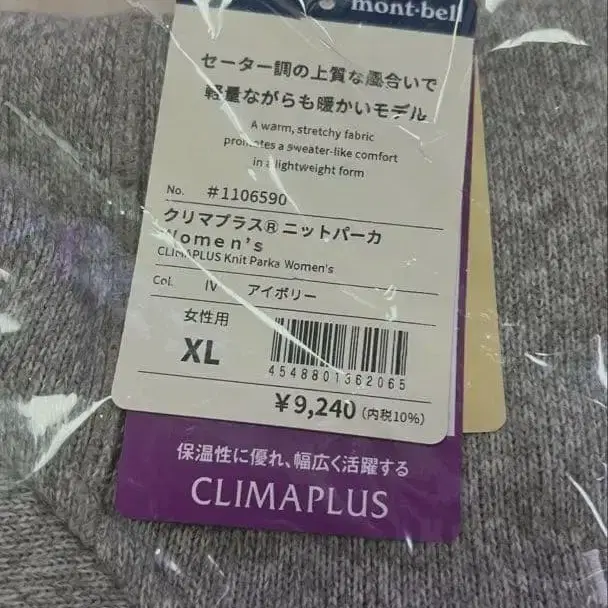 mont-bell
セーター調の上質な風合いで
軽量ながらも暖かいモデル
A warm, stretchy fabric
promotes a sweater-like comfort
in a lightweight form
No. #1106590
クリマプラス®ニットパーカ
Women's
CLIMAPLUS Knit Parka Women's
Col. IV アイボリー
女性用
XL
4548801362065
¥9,240 (内税10%)
保温性に優れ、幅広く活躍する
CLIMAPLUS